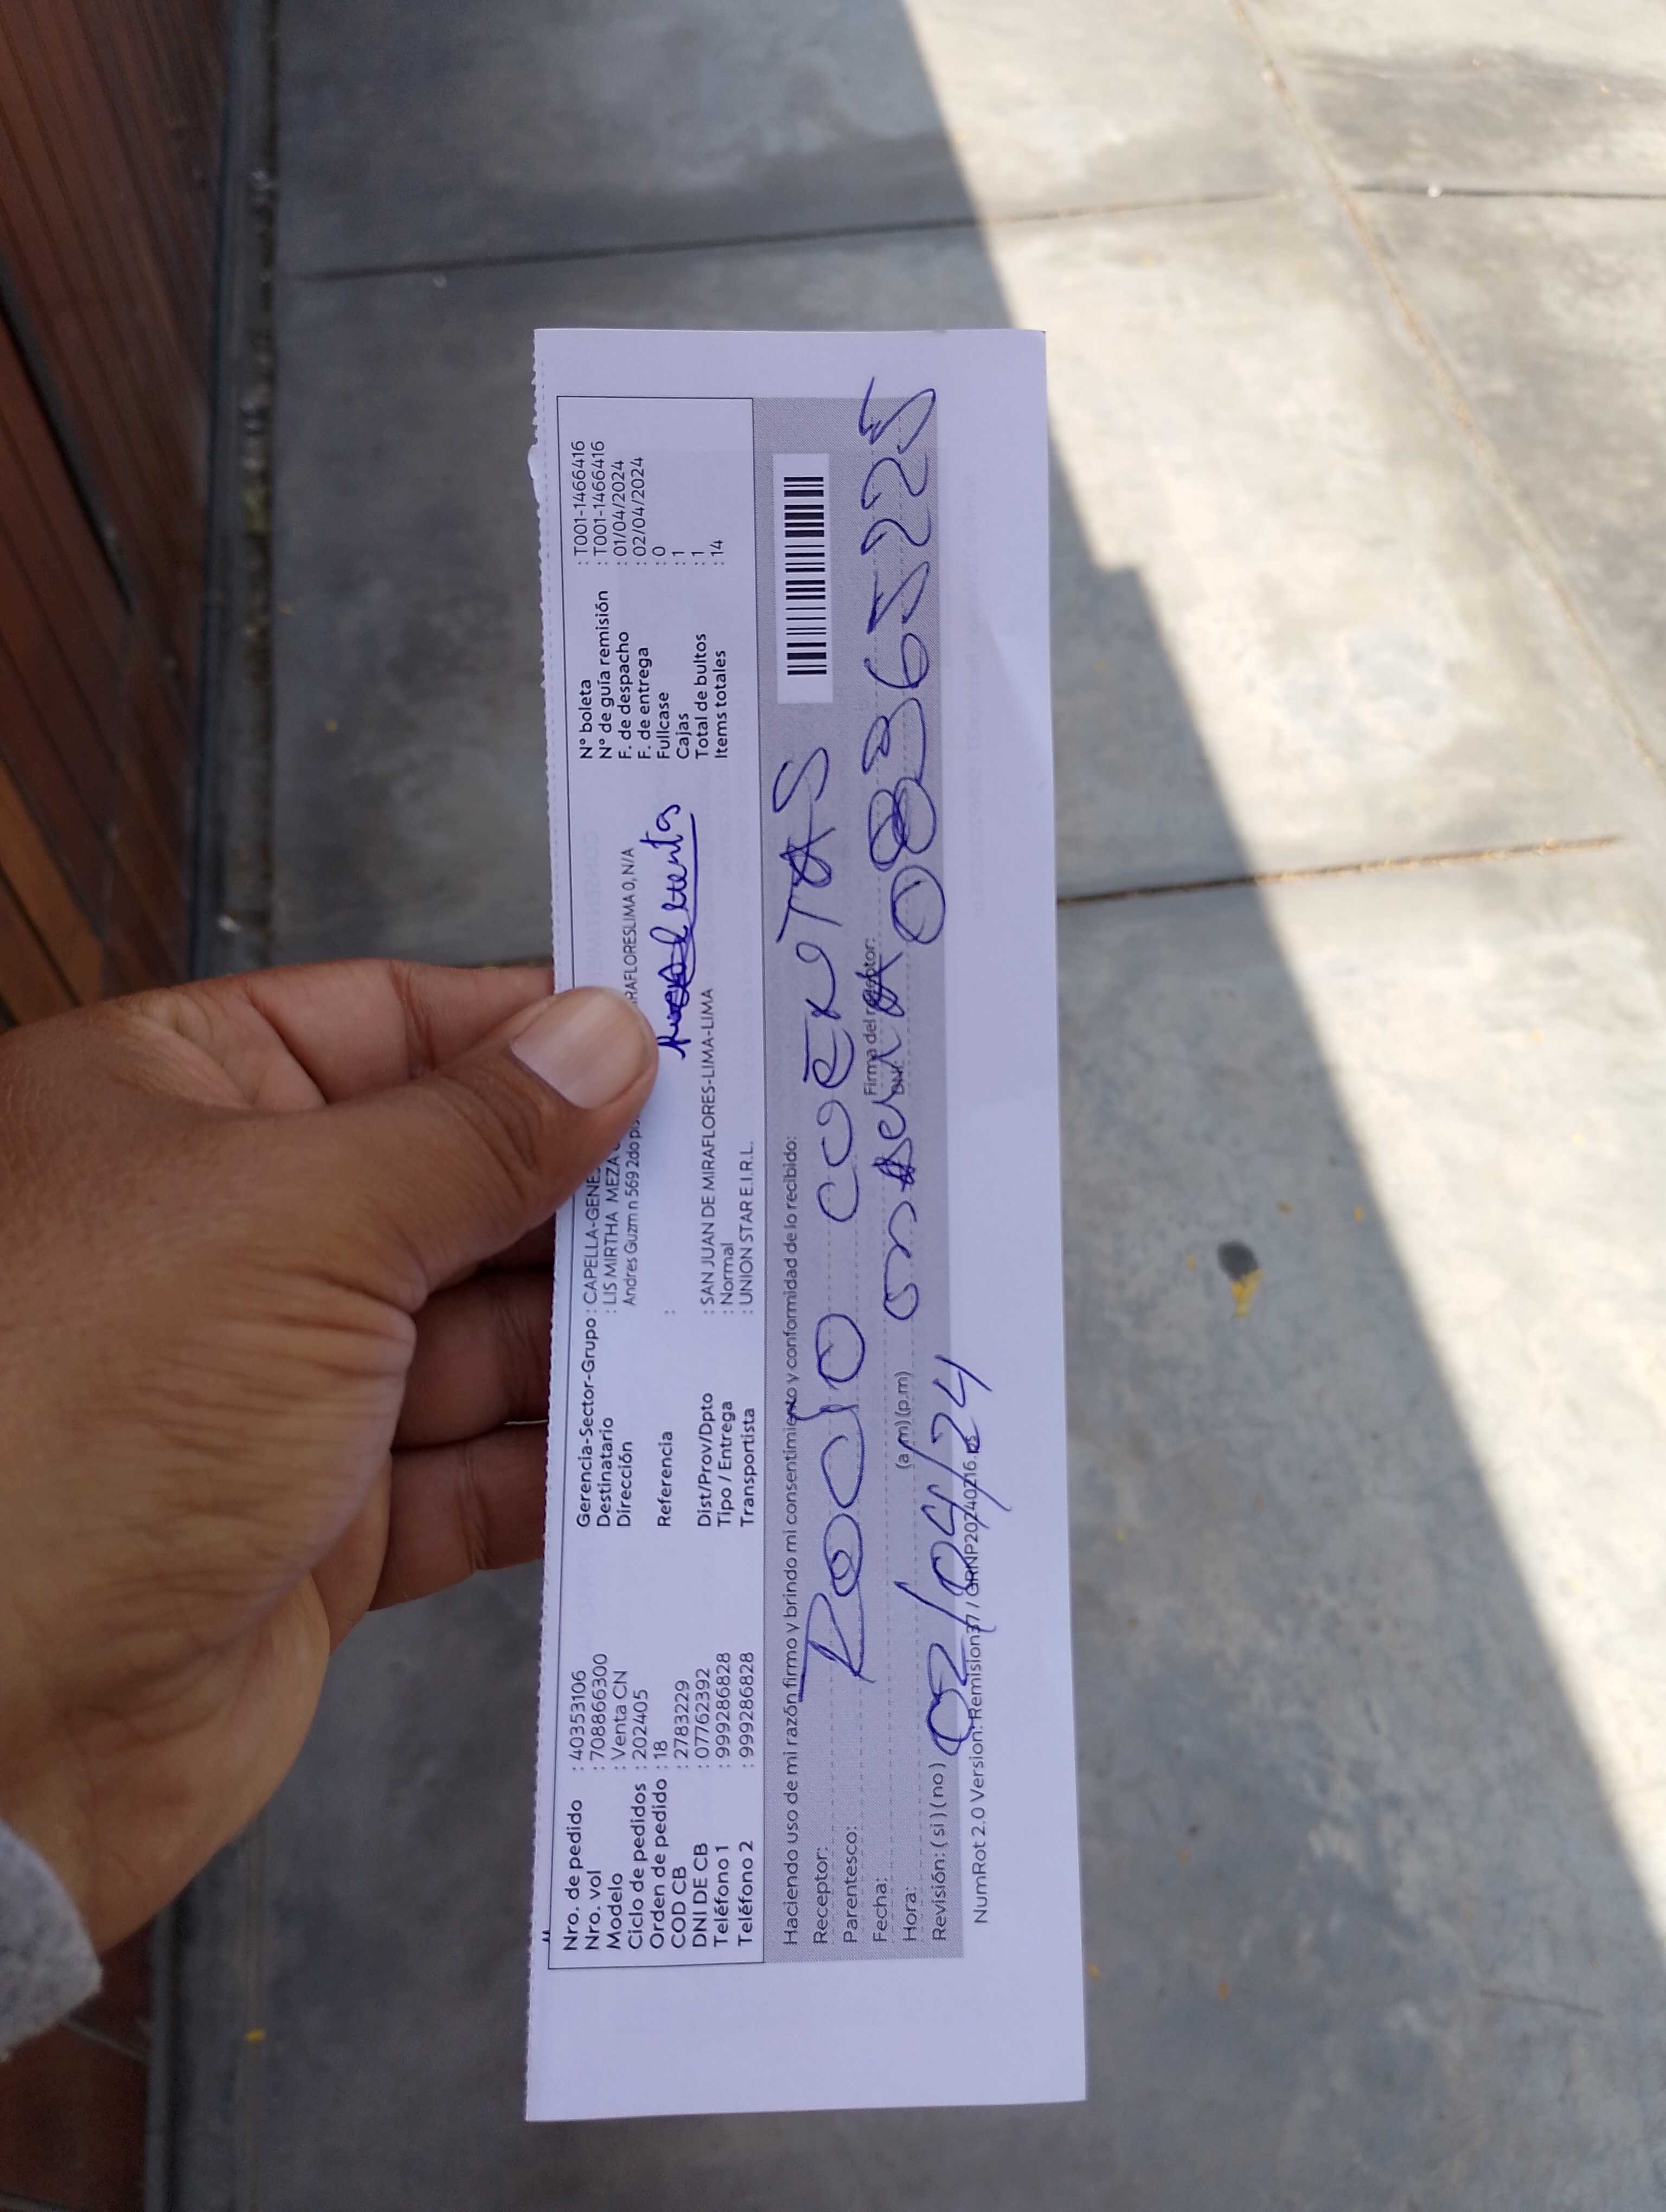 Nro. de pedido : 40353106
Nro. vol : 708866300
Modelo : Venta CN
Ciclo de pedidos : 202405
Orden de pedido : 18
COD CB : 2783229
DNI DE CB : 07762392
Teléfono 1 : 999286828
Teléfono 2 : 999286828
Gerencia-Sector-Grupo : CAPELLA-GENE
Destinatario : LIS MIRTHA MEZA
Dirección Andres Guzm n 569 2do RAFLORESLIMA 0, N/A
Referencia :
Dist/Prov/Dpto : SAN JUAN DE MIRAFLORES-LIMA-LIMA
Tipo / Entrega : Normal
Transportista : UNION STAR E.I.R.L.
N° boleta : T001-1466416
N° de guía remisión : T001-1466416
F. de despacho : 01/04/2024
F. de entrega : 02/04/2024
Fullcase : 0
Cajas : 1
Total de bultos : 1
Items totales : 14
Haciendo uso de mi razón firmo y brindo mi consentimiento y conformidad de lo recibido:
Receptor: Rocio
Parentesco:
Fecha: Firma del receptor:
Hora: (a.m) (p.m) DNI: 08365225
Revisión: ( si ) ( no ) 02/04/24
NumRot 2.0 Version: Remision37 / GRNP20240216.